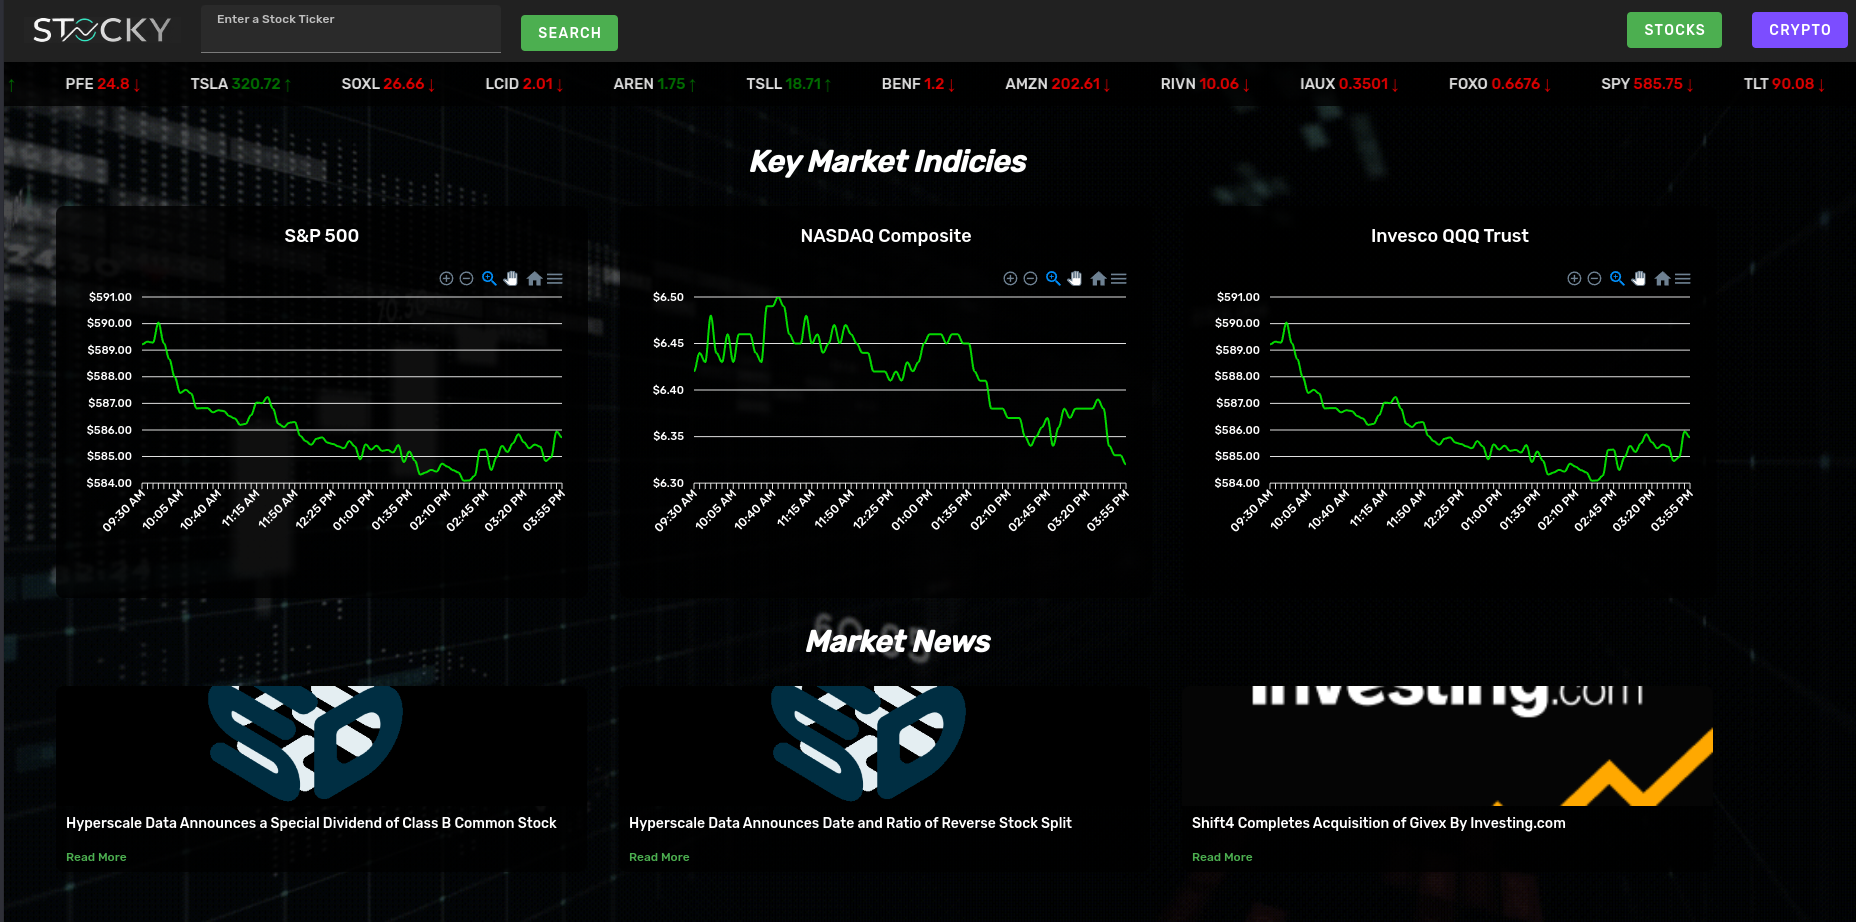 STOCKY
Enter a Stock Ticker
SEARCH
STOCKS
CRYPTO
↑ PFE 24.8 ↓ TSLA 320.72 ↑ SOXL 26.66 ↓ LCID 2.01 ↓ AREN 1.75 ↑ TSLL 18.71 ↑ BENF 1.2 ↓ AMZN 202.61 ↓ RIVN 10.06 ↓ IAUX 0.3501 ↓ FOXO 0.6676 ↓ SPY 585.75 ↓ TLT 90.08 ↓
Key Market Indicies
S&P 500
$591.00
$590.00
$589.00
$588.00
$587.00
$586.00
$585.00
$584.00
09:30 AM 10:05 AM 10:40 AM 11:15 AM 11:50 AM 12:25 PM 01:00 PM 01:35 PM 02:10 PM 02:45 PM 03:20 PM 03:55 PM
NASDAQ Composite
$6.50
$6.45
$6.40
$6.35
$6.30
09:30 AM 10:05 AM 10:40 AM 11:15 AM 11:50 AM 12:25 PM 01:00 PM 01:35 PM 02:10 PM 02:45 PM 03:20 PM 03:55 PM
Invesco QQQ Trust
$591.00
$590.00
$589.00
$588.00
$587.00
$586.00
$585.00
$584.00
09:30 AM 10:05 AM 10:40 AM 11:15 AM 11:50 AM 12:25 PM 01:00 PM 01:35 PM 02:10 PM 02:45 PM 03:20 PM 03:55 PM
Market News
Hyperscale Data Announces a Special Dividend of Class B Common Stock
Read More
Hyperscale Data Announces Date and Ratio of Reverse Stock Split
Read More
Investing.com
Shift4 Completes Acquisition of Givex By Investing.com
Read More